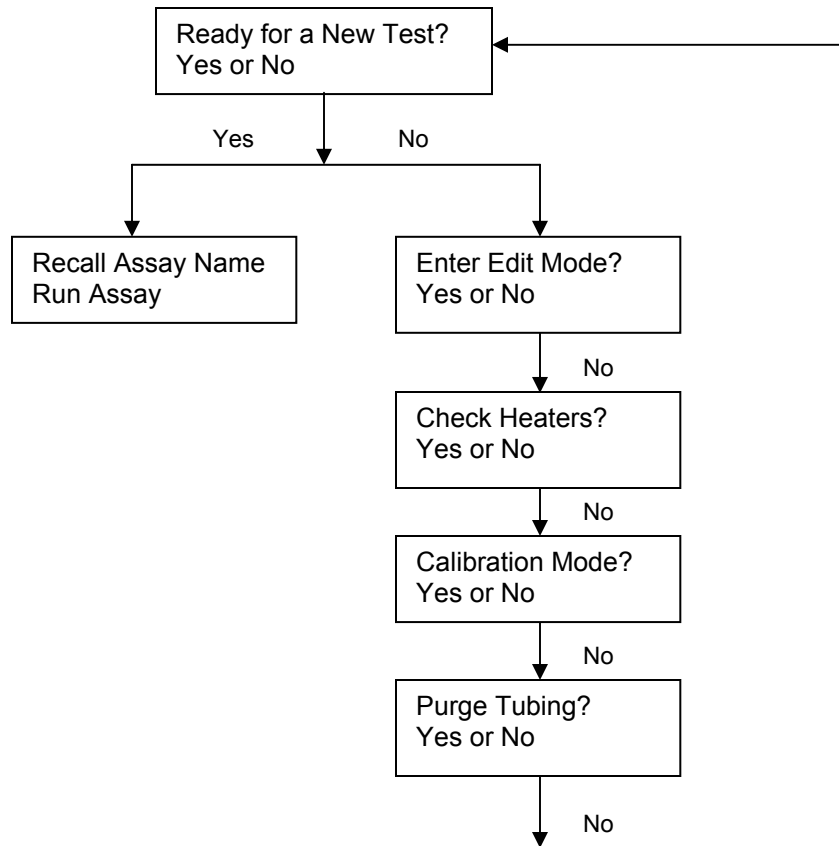 Ready for a New Test?
Yes or No
Yes
No
Recall Assay Name
Run Assay
Enter Edit Mode?
Yes or No
No
Check Heaters?
Yes or No
No
Calibration Mode?
Yes or No
No
Purge Tubing?
Yes or No
No